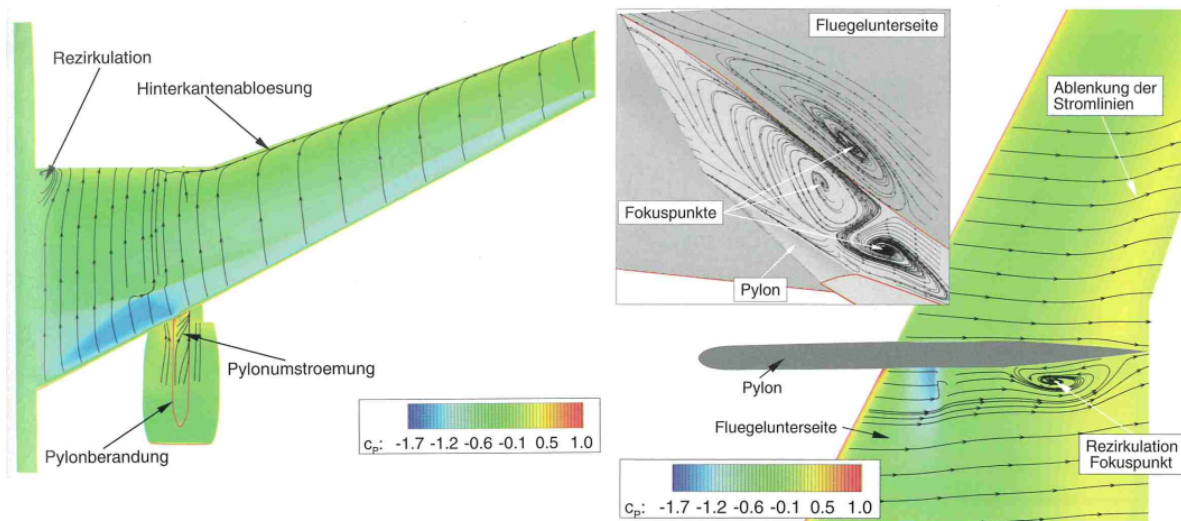 Rezirkulation
Hinterkantenabloesung
Pylonumstroemung
Pylonberandung
cP: -1.7 -1.2 -0.6 -0.1 0.5 1.0
Fluegelunterseite
Fokuspunkte
Pylon
Ablenkung der
Stromlinien
Pylon
Fluegelunterseite
Rezirkulation
Fokuspunkt
cP: -1.7 -1.2 -0.6 -0.1 0.5 1.0